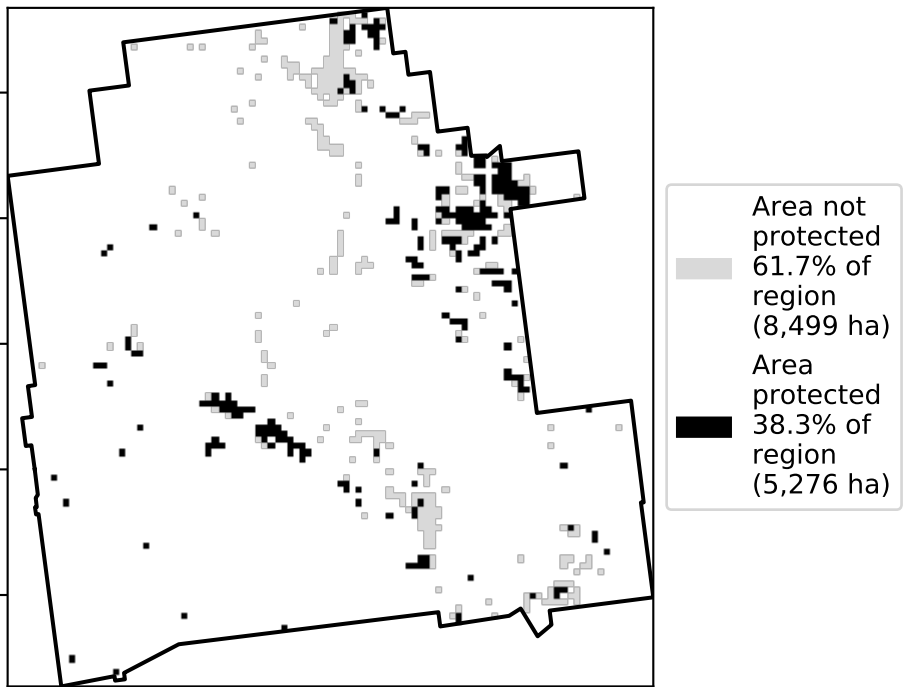 Area not
protected
61.7% of
region
(8,499 ha)
Area
protected
38.3% of
region
(5,276 ha)